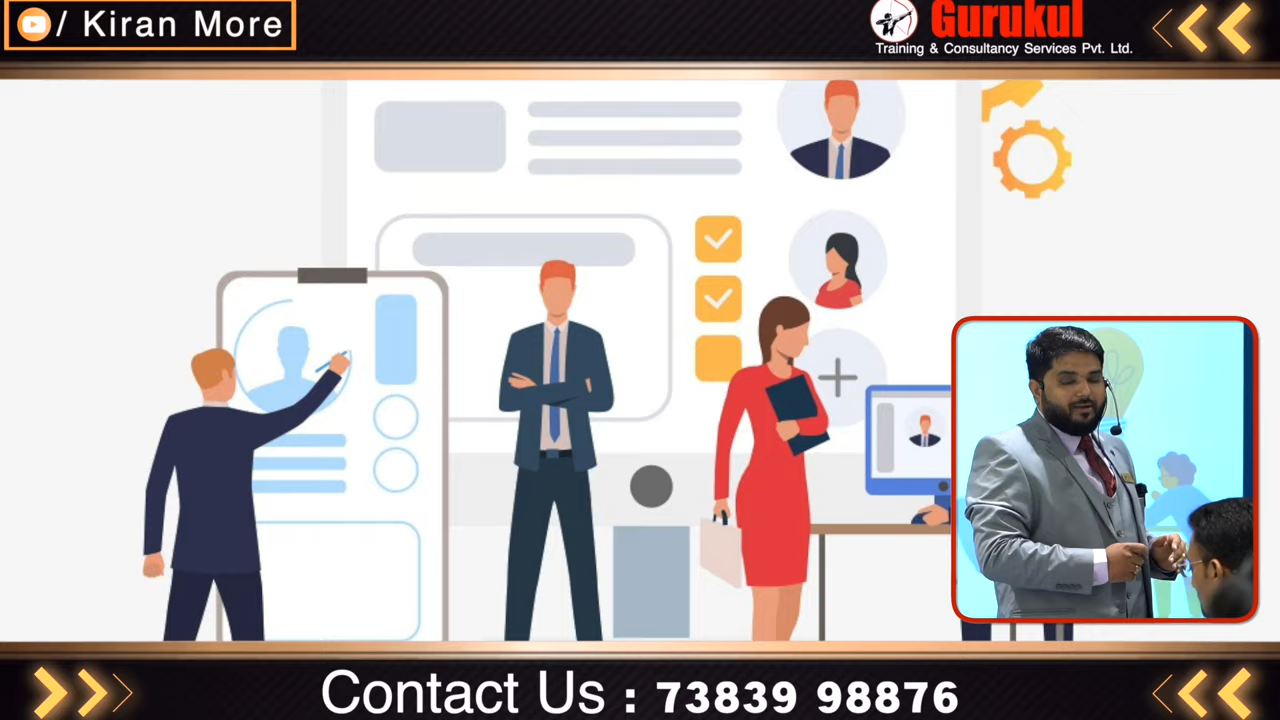 / Kiran More
Gurukul
Training & Consultancy Services Pvt. Ltd.
Contact Us : 73839 98876